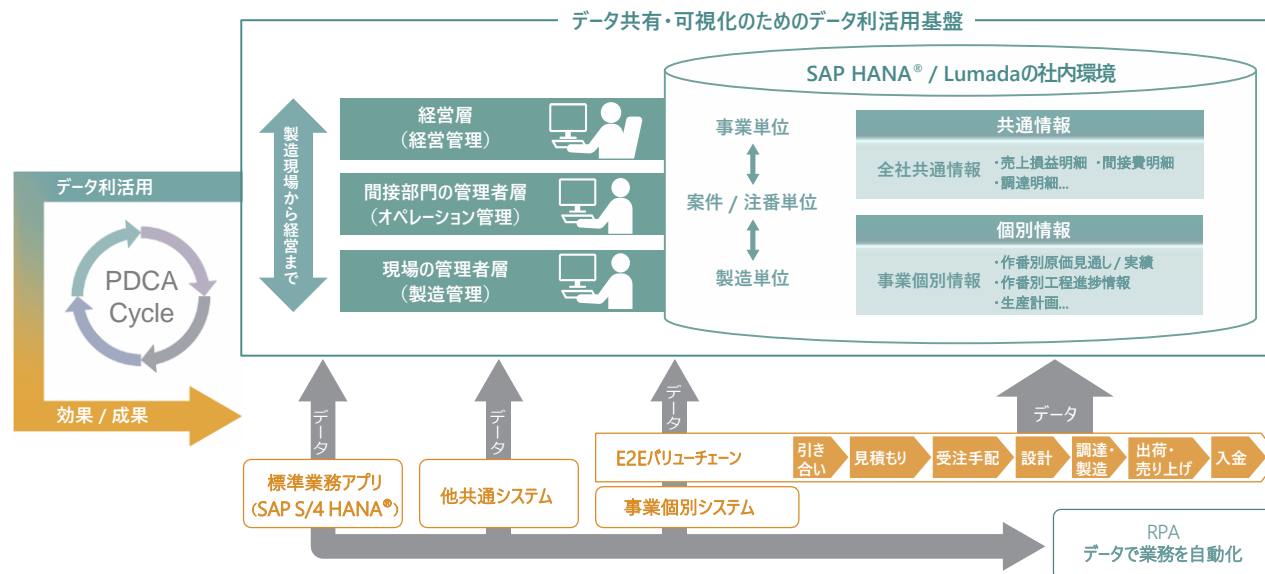 データ共有・可視化のためのデータ利活用基盤
SAP HANA® / Lumadaの社内環境
製造現場から経営まで
経営層
（経営管理）
間接部門の管理者層
（オペレーション管理）
現場の管理者層
（製造管理）
事業単位
案件 / 注番単位
製造単位
共通情報
全社共通情報
・売上損益明細 ・間接費明細
・調達明細...
個別情報
事業個別情報
・作番別原価見通し / 実績
・作番別工程進捗情報
・生産計画...
データ利活用
PDCA
Cycle
効果 / 成果
データ
データ
データ
データ
標準業務アプリ
（SAP S/4 HANA®）
他共通システム
E2Eバリューチェーン
引き
合い
見積もり
受注手配
設計
調達・
製造
出荷・
売り上げ
入金
事業個別システム
RPA
データで業務を自動化